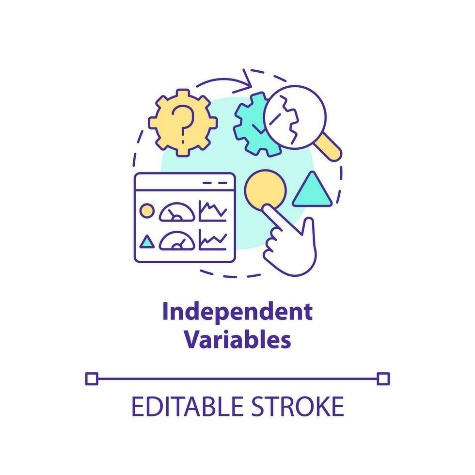 ?
Independent
Variables
EDITABLE STROKE